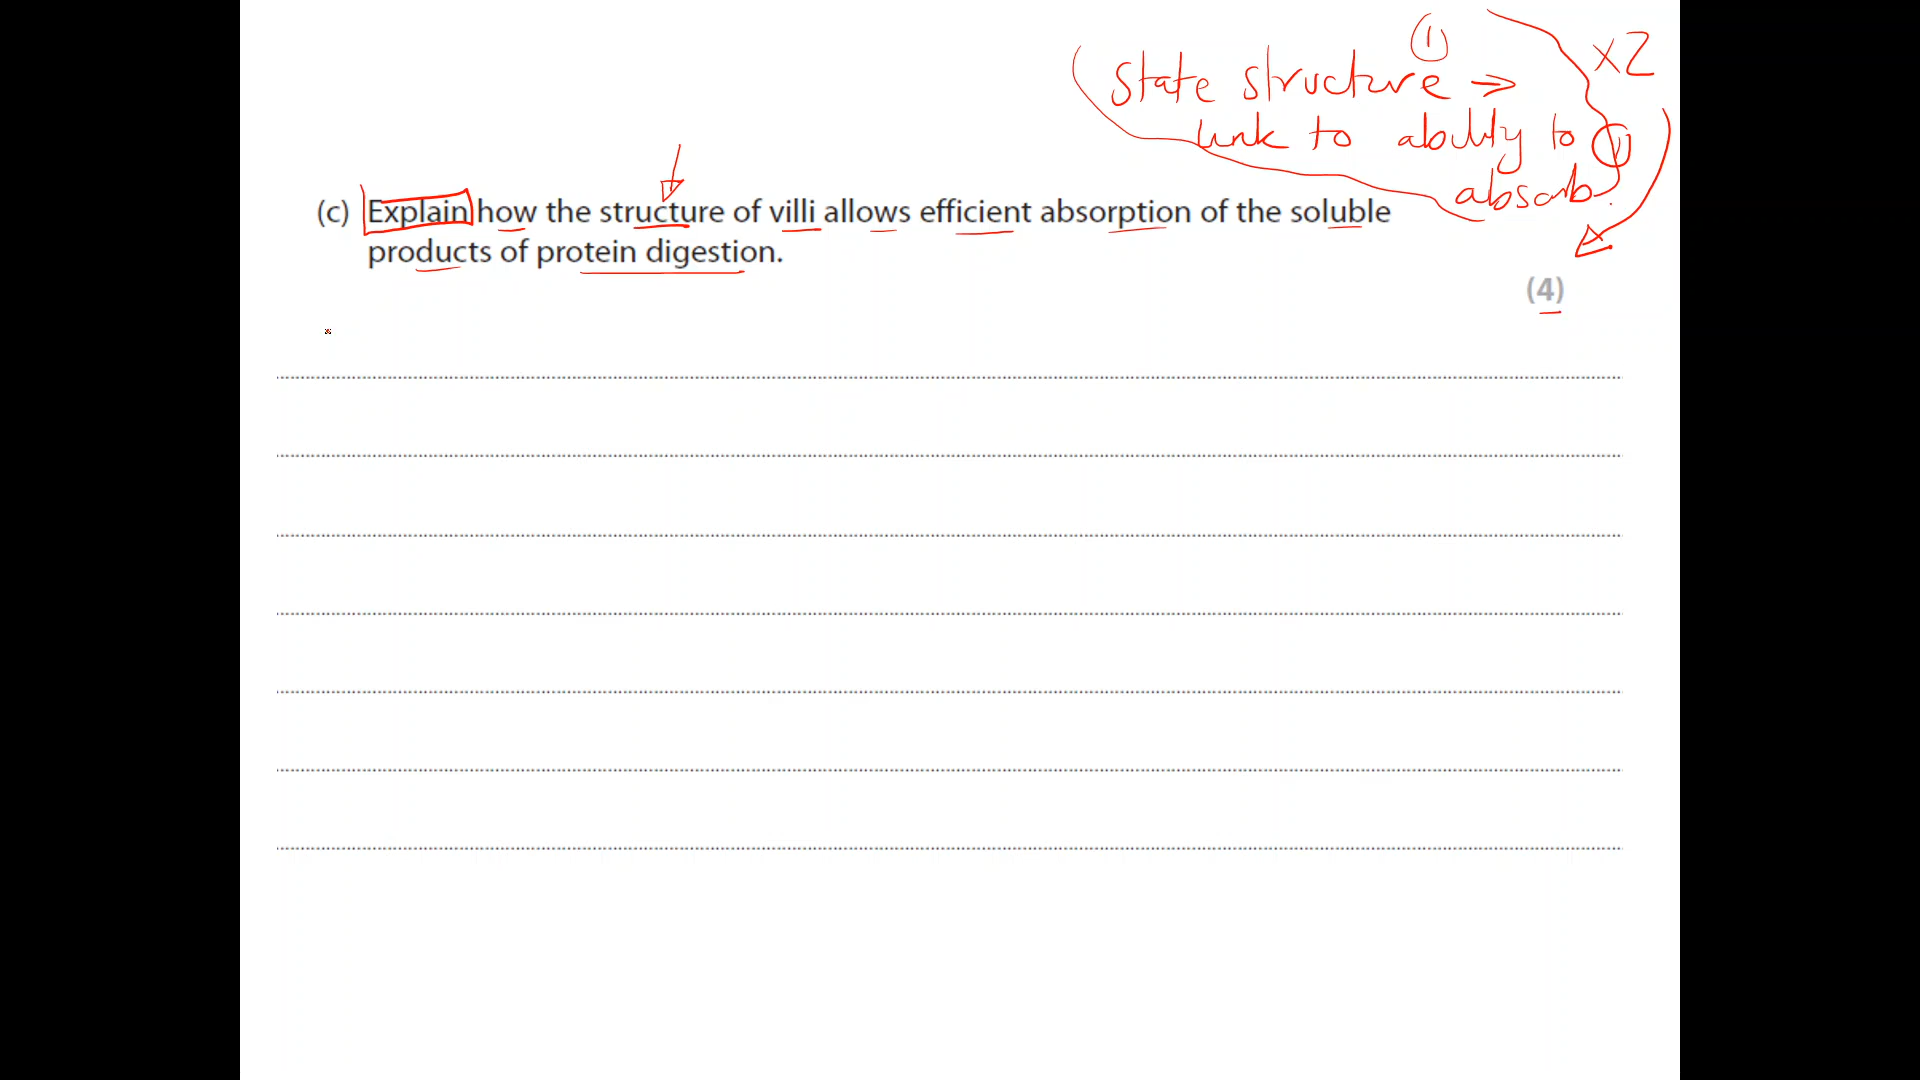 ①
State structure ⇒ x2
link to ability to ①
absorb.
(c) Explain how the structure of villi allows efficient absorption of the soluble
products of protein digestion.
(4)